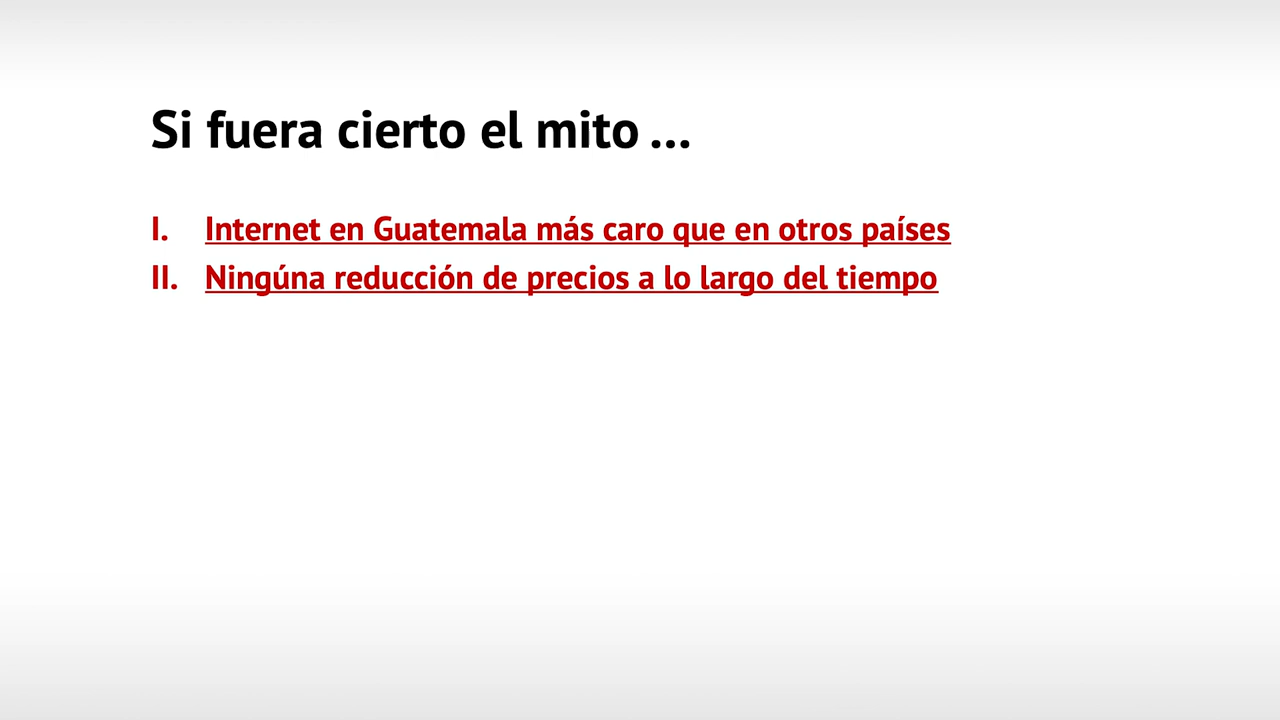 Si fuera cierto el mito ...
I. Internet en Guatemala más caro que en otros países
II. Ningúna reducción de precios a lo largo del tiempo